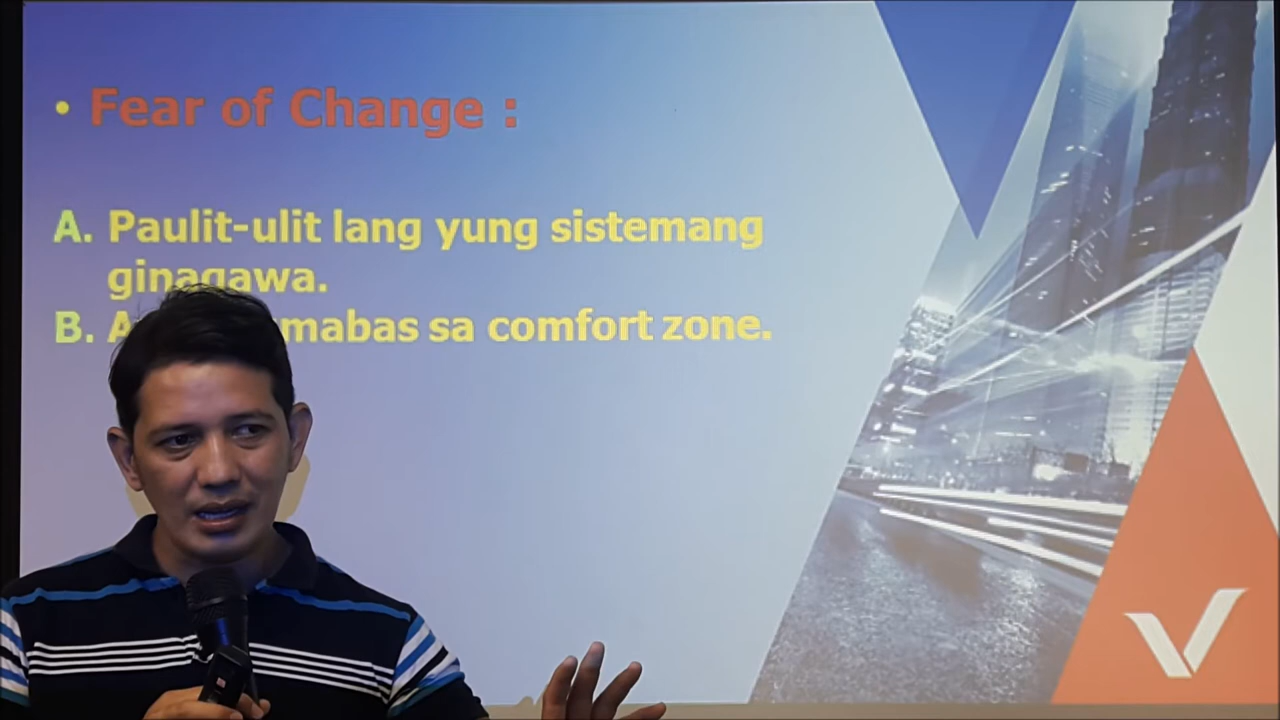 • Fear of Change :
A. Paulit-ulit lang yung sistemang
ginagawa.
B. sa comfort zone.